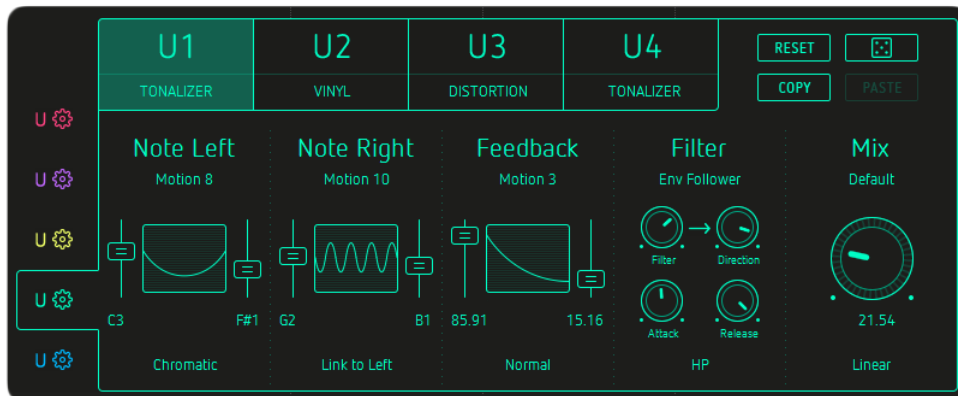 U1 U2 U3 U4 RESET
TONALIZER VINYL DISTORTION TONALIZER COPY PASTE
U
U
U
U
U
Note Left Note Right Feedback Filter Mix
Motion 8 Motion 10 Motion 3 Env Follower Default
Filter Direction
Attack Release
C3 F#1 G2 B1 85.91 15.16 21.54
Chromatic Link to Left Normal HP Linear